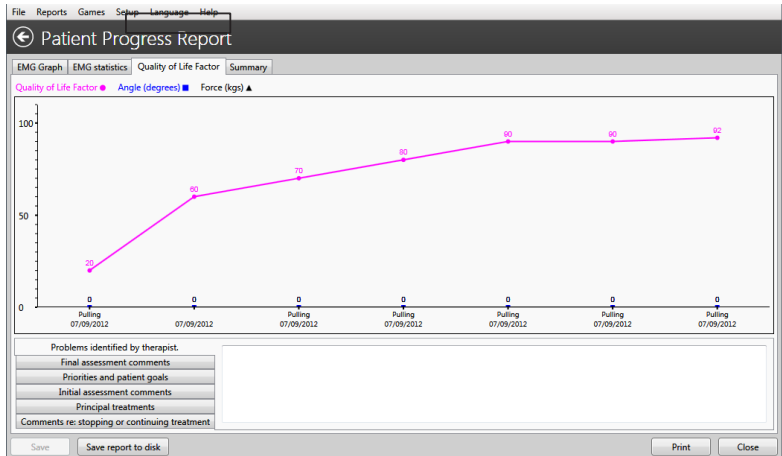 File Reports Games Setup Language Help
Patient Progress Report
EMG Graph EMG statistics Quality of Life Factor Summary
Quality of Life Factor Angle (degrees) Force (kgs)
100
50
0
20 60 70 80 90 90 92
0 0 0 0 0 0 0
Pulling Pulling Pulling Pulling Pulling Pulling
07/09/2012 07/09/2012 07/09/2012 07/09/2012 07/09/2012 07/09/2012 07/09/2012
Problems identified by therapist.
Final assessment comments
Priorities and patient goals
Initial assessment comments
Principal treatments
Comments re: stopping or continuing treatment
Save Save report to disk Print Close